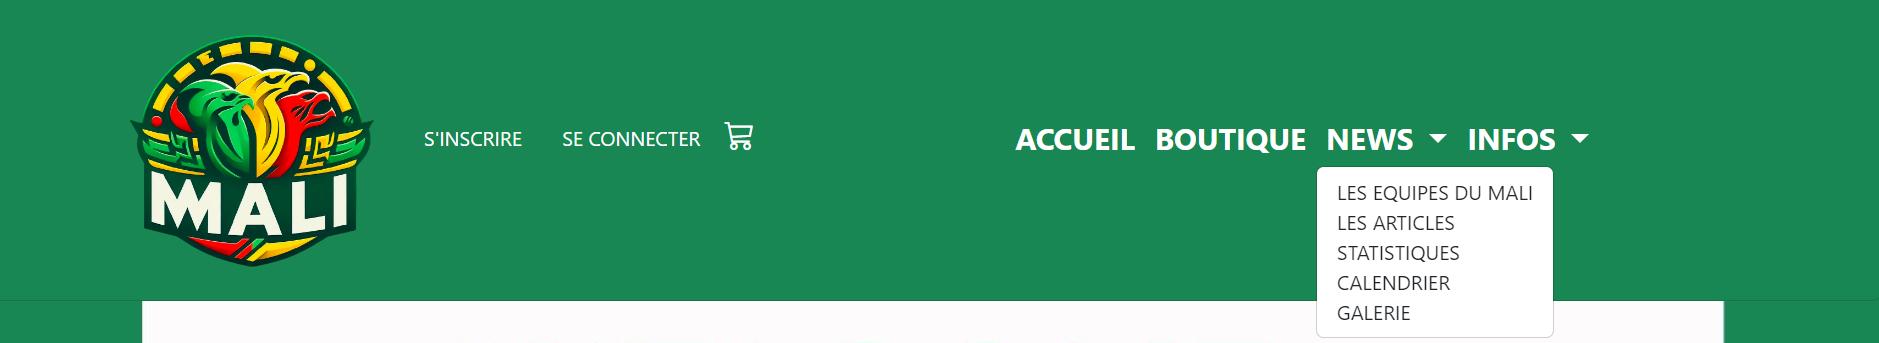 MALI
S'INSCRIRE SE CONNECTER
ACCUEIL BOUTIQUE NEWS INFOS
LES EQUIPES DU MALI
LES ARTICLES
STATISTIQUES
CALENDRIER
GALERIE